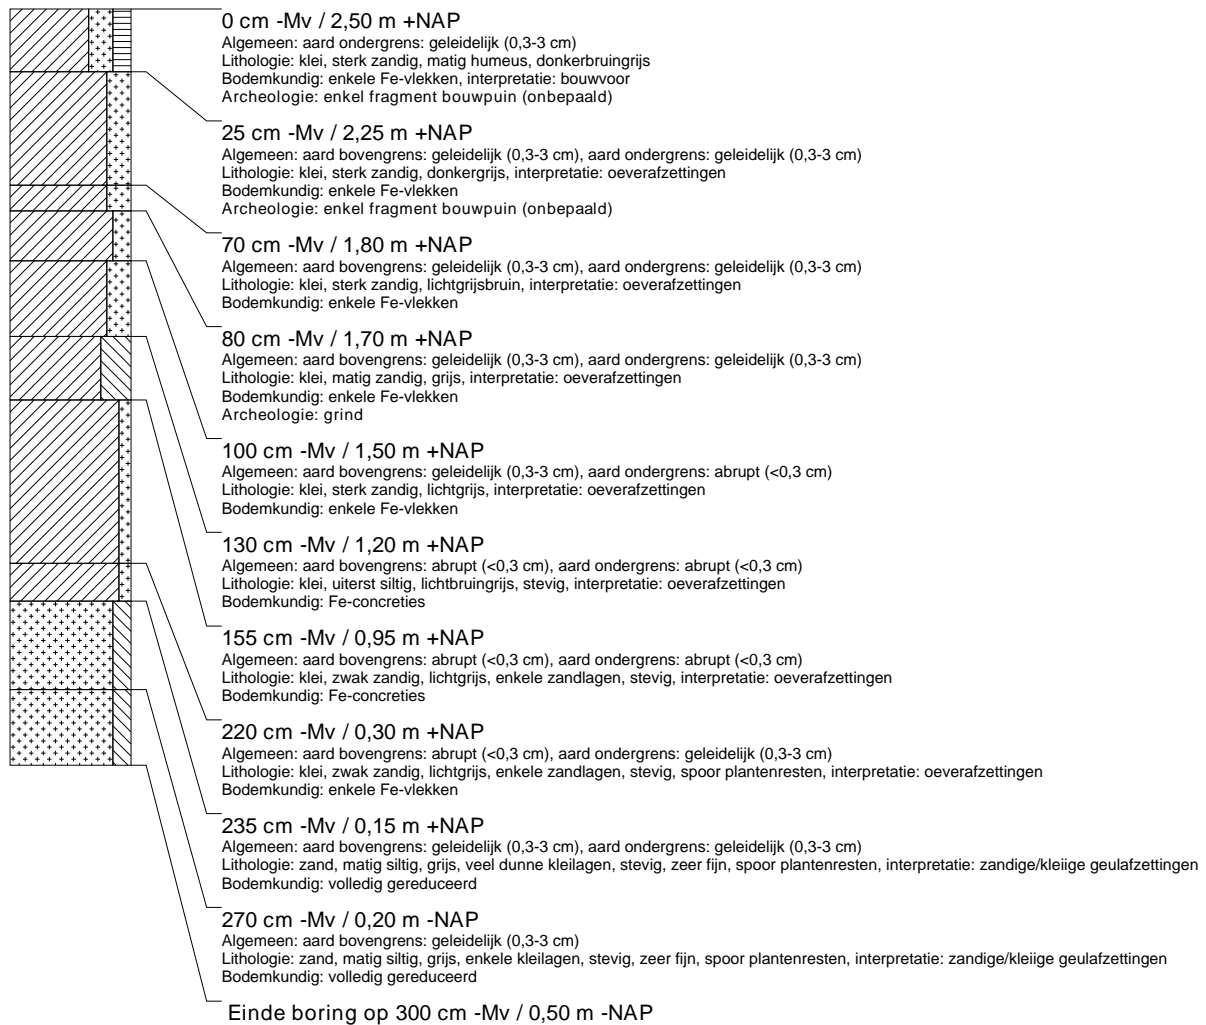 0 cm -Mv / 2,50 m +NAP
Algemeen: aard ondergrens: geleidelijk (0,3-3 cm)
Lithologie: klei, sterk zandig, matig humeus, donkerbruingrijs
Bodemkundig: enkele Fe-vlekken, interpretatie: bouwvoor
Archeologie: enkel fragment bouwpuin (onbepaald)
25 cm -Mv / 2,25 m +NAP
Algemeen: aard bovengrens: geleidelijk (0,3-3 cm), aard ondergrens: geleidelijk (0,3-3 cm)
Lithologie: klei, sterk zandig, donkergrijs, interpretatie: oeverafzettingen
Bodemkundig: enkele Fe-vlekken
Archeologie: enkel fragment bouwpuin (onbepaald)
70 cm -Mv / 1,80 m +NAP
Algemeen: aard bovengrens: geleidelijk (0,3-3 cm), aard ondergrens: geleidelijk (0,3-3 cm)
Lithologie: klei, sterk zandig, lichtgrijsbruin, interpretatie: oeverafzettingen
Bodemkundig: enkele Fe-vlekken
80 cm -Mv / 1,70 m +NAP
Algemeen: aard bovengrens: geleidelijk (0,3-3 cm), aard ondergrens: geleidelijk (0,3-3 cm)
Lithologie: klei, matig zandig, grijs, interpretatie: oeverafzettingen
Bodemkundig: enkele Fe-vlekken
Archeologie: grind
100 cm -Mv / 1,50 m +NAP
Algemeen: aard bovengrens: geleidelijk (0,3-3 cm), aard ondergrens: abrupt (<0,3 cm)
Lithologie: klei, sterk zandig, lichtgrijs, interpretatie: oeverafzettingen
Bodemkundig: enkele Fe-vlekken
130 cm -Mv / 1,20 m +NAP
Algemeen: aard bovengrens: abrupt (<0,3 cm), aard ondergrens: abrupt (<0,3 cm)
Lithologie: klei, uiterst siltig, lichtbruingrijs, stevig, interpretatie: oeverafzettingen
Bodemkundig: Fe-concreties
155 cm -Mv / 0,95 m +NAP
Algemeen: aard bovengrens: abrupt (<0,3 cm), aard ondergrens: abrupt (<0,3 cm)
Lithologie: klei, zwak zandig, lichtgrijs, enkele zandlagen, stevig, interpretatie: oeverafzettingen
Bodemkundig: Fe-concreties
220 cm -Mv / 0,30 m +NAP
Algemeen: aard bovengrens: abrupt (<0,3 cm), aard ondergrens: geleidelijk (0,3-3 cm)
Lithologie: klei, zwak zandig, lichtgrijs, enkele zandlagen, stevig, spoor plantenresten, interpretatie: oeverafzettingen
Bodemkundig: enkele Fe-vlekken
235 cm -Mv / 0,15 m +NAP
Algemeen: aard bovengrens: geleidelijk (0,3-3 cm), aard ondergrens: geleidelijk (0,3-3 cm)
Lithologie: zand, matig siltig, grijs, veel dunne kleilagen, stevig, zeer fijn, spoor plantenresten, interpretatie: zandige/kleiige geulafzettingen
Bodemkundig: volledig gereduceerd
270 cm -Mv / 0,20 m -NAP
Algemeen: aard bovengrens: geleidelijk (0,3-3 cm)
Lithologie: zand, matig siltig, grijs, enkele kleilagen, stevig, zeer fijn, spoor plantenresten, interpretatie: zandige/kleiige geulafzettingen
Bodemkundig: volledig gereduceerd
Einde boring op 300 cm -Mv / 0,50 m -NAP